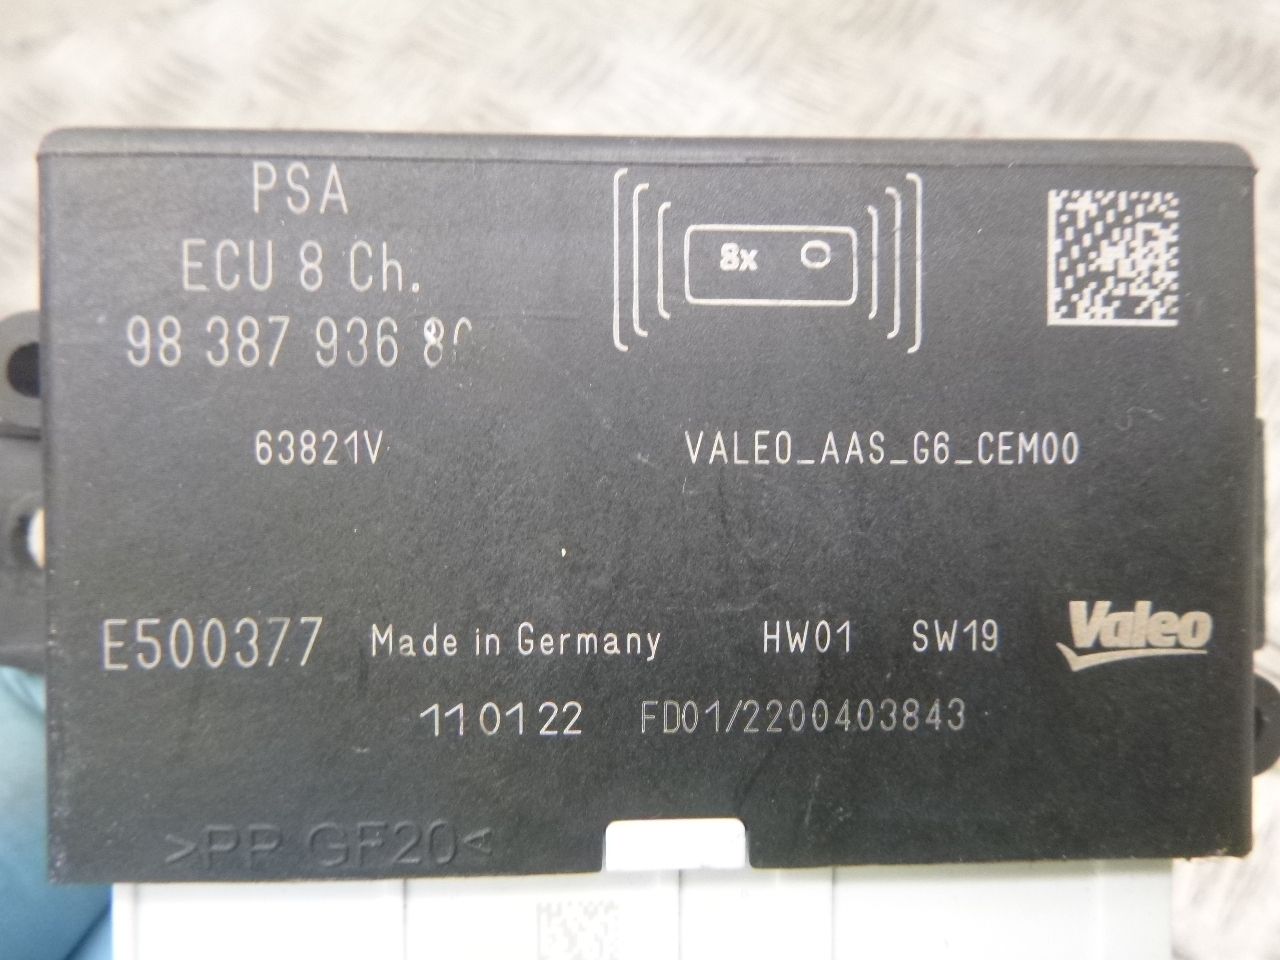 PSA
ECU 8 Ch.
98 387 936
8x 0
63821V
VALEO_AAS_G6_CEM00
E500377 Made in Germany HW01 SW19 Valeo
110122 FD01/2200403843
>PP GF20<